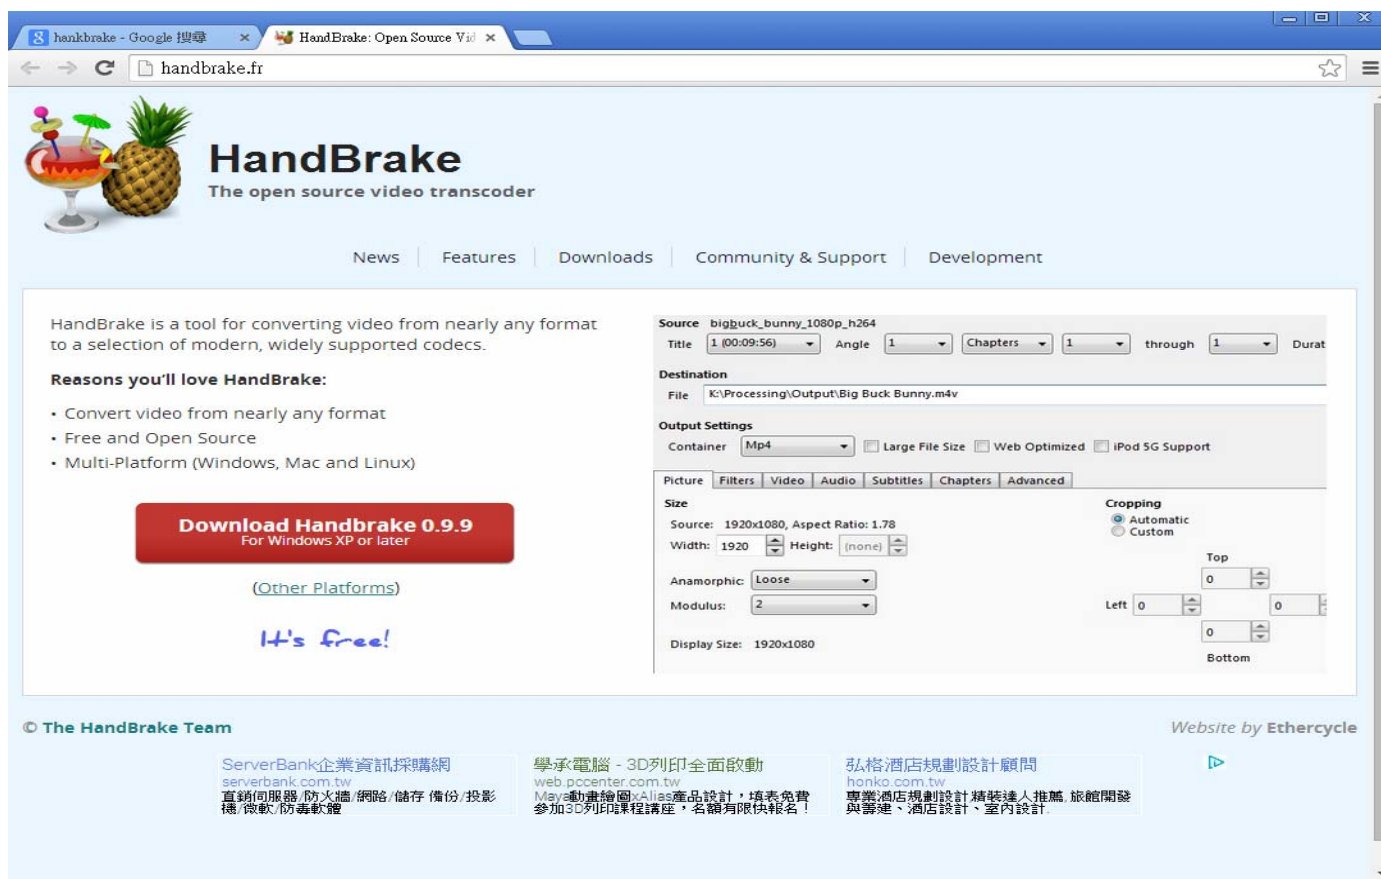 hankbrake - Google 搜尋
HandBrake: Open Source Vid
handbrake.fr
HandBrake
The open source video transcoder
News Features Downloads Community & Support Development
HandBrake is a tool for converting video from nearly any format
to a selection of modern, widely supported codecs.
Reasons you'll love HandBrake:
• Convert video from nearly any format
• Free and Open Source
• Multi-Platform (Windows, Mac and Linux)
Download Handbrake 0.9.9
For Windows XP or later
(Other Platforms)
It's free!
Source bigbuck_bunny_1080p_h264
Title 1 (00:09:56) Angle 1 Chapters 1 through 1 Durat
Destination
File K:\Processing\Output\Big Buck Bunny.m4v
Output Settings
Container Mp4 Large File Size Web Optimized iPod 5G Support
Picture Filters Video Audio Subtitles Chapters Advanced
Size
Source: 1920x1080, Aspect Ratio: 1.78
Width: 1920 Height: (none)
Anamorphic: Loose
Modulus: 2
Display Size: 1920x1080
Cropping
Automatic
Custom
Top
0
Left 0 0
0
Bottom
© The HandBrake Team
Website by Ethercycle
ServerBank企業資訊採購網
serverbank.com.tw
直銷伺服器/防火牆/網路/儲存 備份/投影
機/微軟/防毒軟體
學承電腦 - 3D列印全面啟動
web.pccenter.com.tw
Maya動畫繪圖xAlias產品設計，填表免費
參加3D列印課程講座，名額有限快報名！
弘格酒店規劃設計顧問
honko.com.tw
專業酒店規劃設計,精裝達人推薦,旅館開發
與籌建、酒店設計、室內設計.